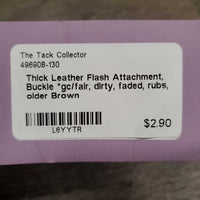 The Tack Collector
496908-130
Thick Leather Flash Attachment,
Buckle *gc/fair, dirty, faded, rubs,
older Brown
L6YYTR
$2.90